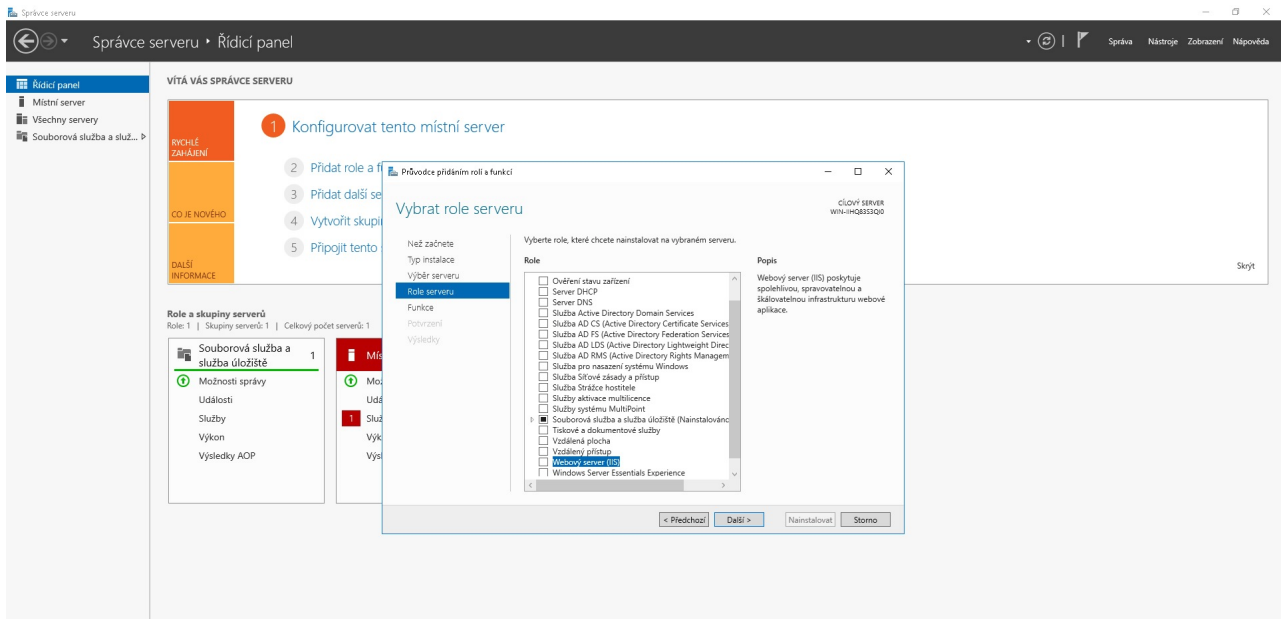 Správce serveru
Správce serveru • Řídicí panel
Správa Nástroje Zobrazení Nápověda
Řídicí panel
Místní server
Všechny servery
Souborová služba a služ...
VÍTÁ VÁS SPRÁVCE SERVERU
RYCHLÉ
ZAHÁJENÍ
CO JE NOVÉHO
DALŠÍ
INFORMACE
1 Konfigurovat tento místní server
2 Přidat role a f
3 Přidat další se
4 Vytvořit skupi
5 Připojit tento
Skrýt
Role a skupiny serverů
Role: 1 | Skupiny serverů: 1 | Celkový počet serverů: 1
Souborová služba a
služba úložiště
1
Možnosti správy
Události
Služby
Výkon
Výsledky AOP
Mís
Mož
Udá
1 Služ
Výk
Výs
Průvodce přidáním rolí a funkcí
Vybrat role serveru
CÍLOVÝ SERVER
WIN-IIHQ83S3QI0
Než začnete
Typ instalace
Výběr serveru
Role serveru
Funkce
Potvrzení
Výsledky
Vyberte role, které chcete nainstalovat na vybraném serveru.
Role
Ověření stavu zařízení
Server DHCP
Server DNS
Služba Active Directory Domain Services
Služba AD CS (Active Directory Certificate Services
Služba AD FS (Active Directory Federation Services
Služba AD LDS (Active Directory Lightweight Direc
Služba AD RMS (Active Directory Rights Managem
Služba pro nasazení systému Windows
Služba Síťové zásady a přístup
Služba Strážce hostitele
Služby aktivace multilicence
Služby systému MultiPoint
Souborová služba a služba úložiště (Nainstalovánc
Tiskové a dokumentové služby
Vzdálená plocha
Vzdálený přístup
Webový server (IIS)
Windows Server Essentials Experience
Popis
Webový server (IIS) poskytuje
spolehlivou, spravovatelnou a
škálovatelnou infrastrukturu webové
aplikace.
< Předchozí
Další >
Nainstalovat
Storno